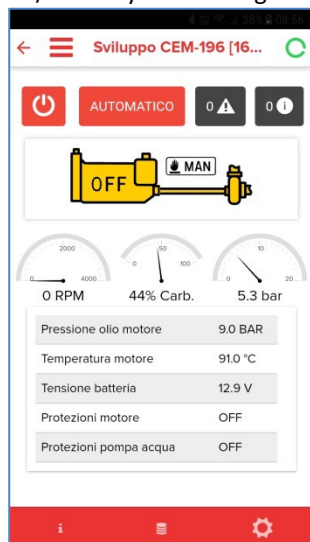 38% 08:56
Sviluppo CEM-196 [16...
AUTOMATICO
0
0
MAN
OFF
2000
0
4000
50
0
100
10
0
20
0 RPM
44% Carb.
5.3 bar
Pressione olio motore 9.0 BAR
Temperatura motore 91.0 °C
Tensione batteria 12.9 V
Protezioni motore OFF
Protezioni pompa acqua OFF